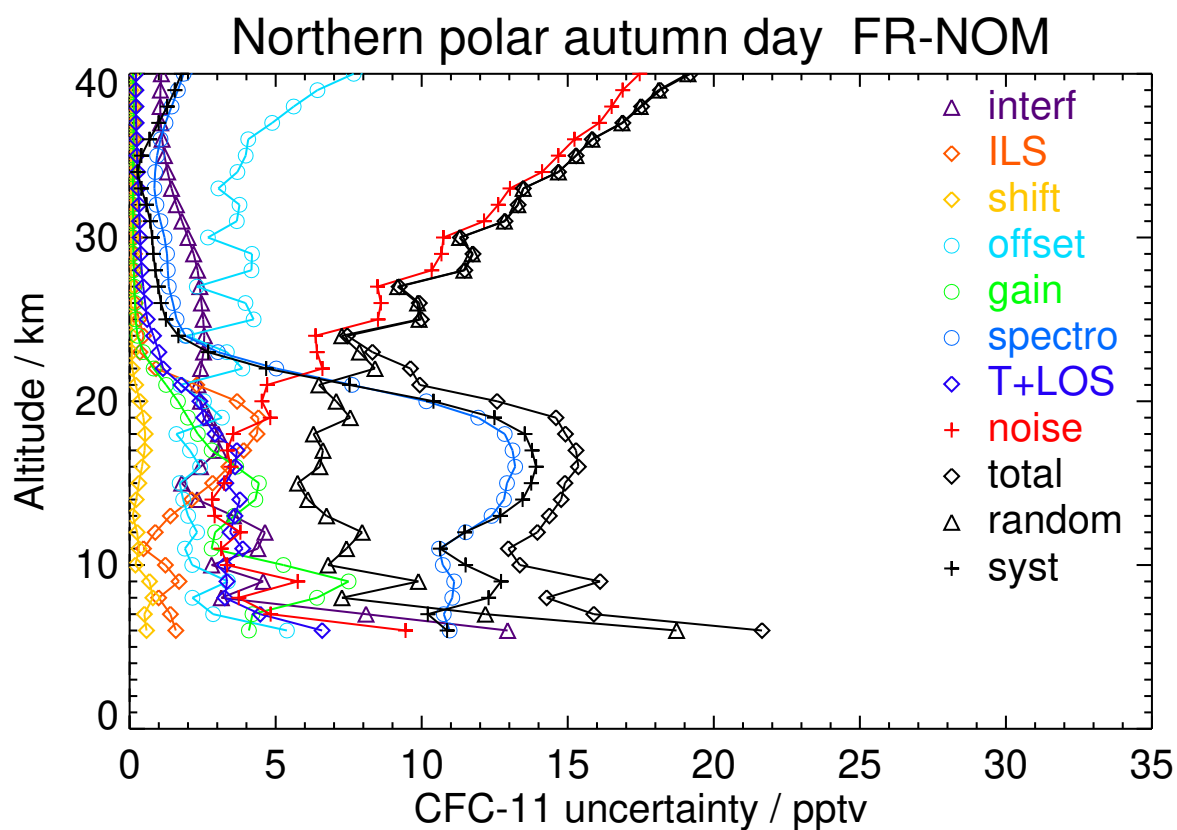 Northern polar autumn day FR-NOM
40
30
20
10
0
Altitude / km
interf
ILS
shift
offset
gain
spectro
T+LOS
noise
total
random
syst
0 5 10 15 20 25 30 35
CFC-11 uncertainty / pptv